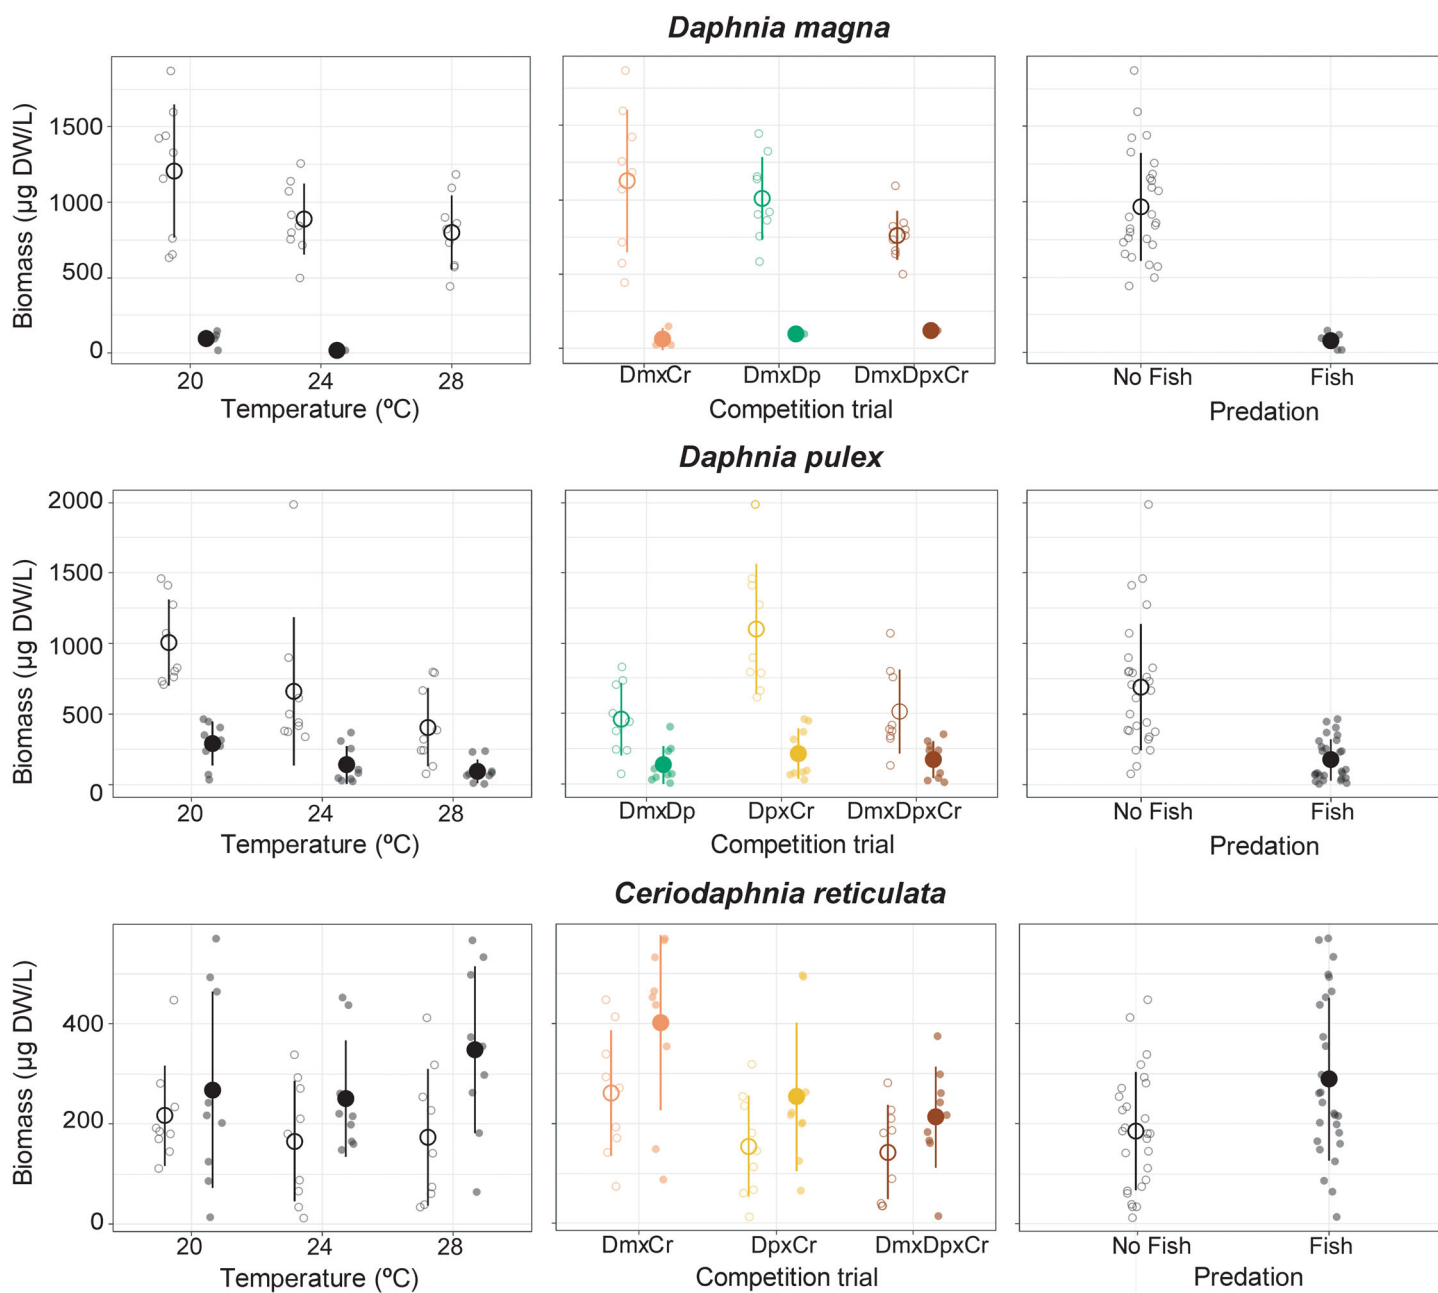 Daphnia magna
Biomass (µg DW/L)
1500
1000
500
0
20 24 28
Temperature (ºC)
DmxCr DmxDp DmxDpxCr
Competition trial
No Fish Fish
Predation
Daphnia pulex
Biomass (µg DW/L)
2000
1500
1000
500
0
20 24 28
Temperature (ºC)
DmxDp DpxCr DmxDpxCr
Competition trial
No Fish Fish
Predation
Ceriodaphnia reticulata
Biomass (µg DW/L)
400
200
0
20 24 28
Temperature (ºC)
DmxCr DpxCr DmxDpxCr
Competition trial
No Fish Fish
Predation